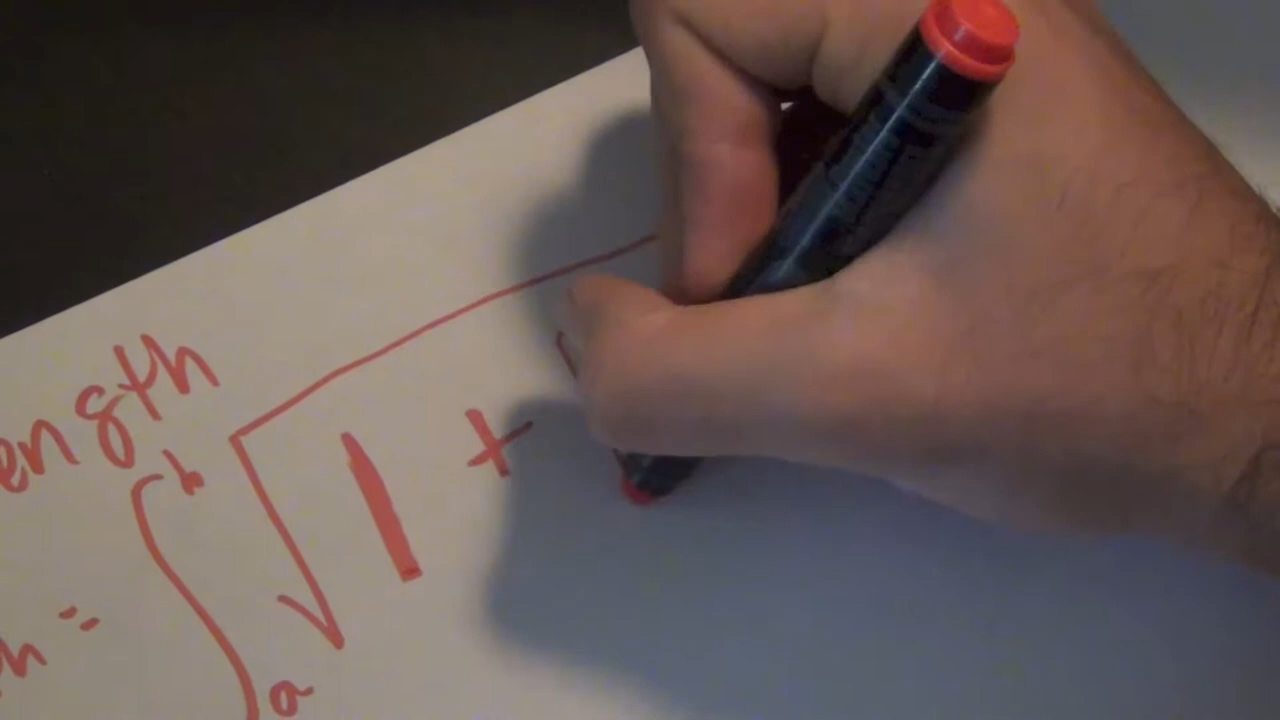 ength
h = ∫ₐᵇ √1 +